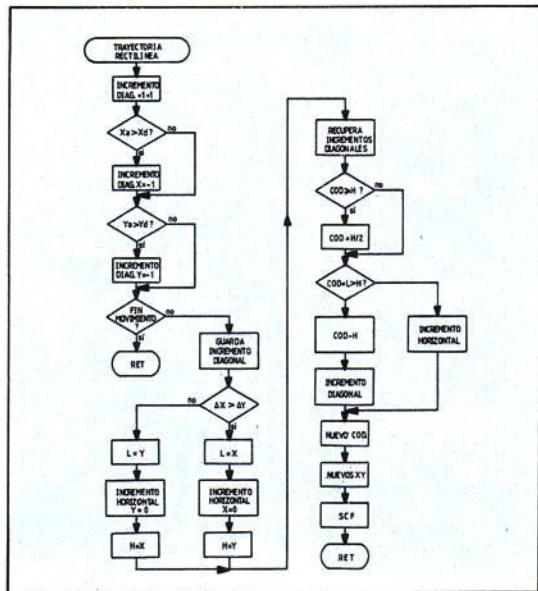 TRAYECTORIA
RECTILINEA
INCREMENTO
DIAG. +1+1
Xa>Xd?
no
si
INCREMENTO
DIAG. X=-1
Ya>Yd?
no
si
INCREMENTO
DIAG. Y=-1
FIN
MOVIMIENTO
?
no
si
RET
GUARDA
INCREMENTO
DIAGONAL
ΔX > ΔY
no
si
L=Y
L=X
INCREMENTO
HORIZONTAL
Y=0
INCREMENTO
HORIZONTAL
X=0
H=X
H=Y
RECUPERA
INCREMENTOS
DIAGONALES
COD>H ?
no
si
COD=H/2
COD+L>H?
COD-H
INCREMENTO
HORIZONTAL
INCREMENTO
DIAGONAL
NUEVO COD.
NUEVOS XY
SCF
RET